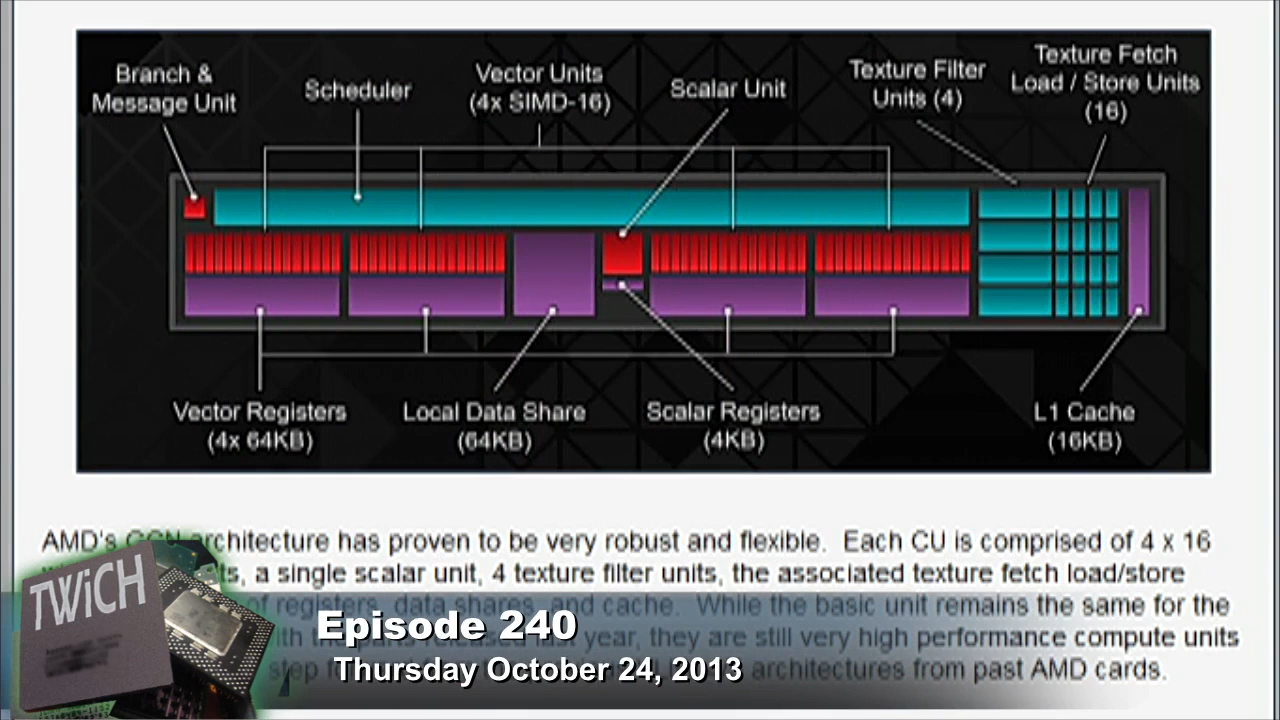 Branch &
Message Unit
Scheduler
Vector Units
(4x SIMD-16)
Scalar Unit
Texture Filter
Units (4)
Texture Fetch
Load / Store Units
(16)
Vector Registers
(4x 64KB)
Local Data Share
(64KB)
Scalar Registers
(4KB)
L1 Cache
(16KB)
AMD's GCN architecture has proven to be very robust and flexible. Each CU is comprised of 4 x 16
a single scalar unit, 4 texture filter units, the associated texture fetch load/store
of registers, data shares, and cache. While the basic unit remains the same for the
year, they are still very high performance compute units
step architectures from past AMD cards.
TWiCH
Episode 240
Thursday October 24, 2013